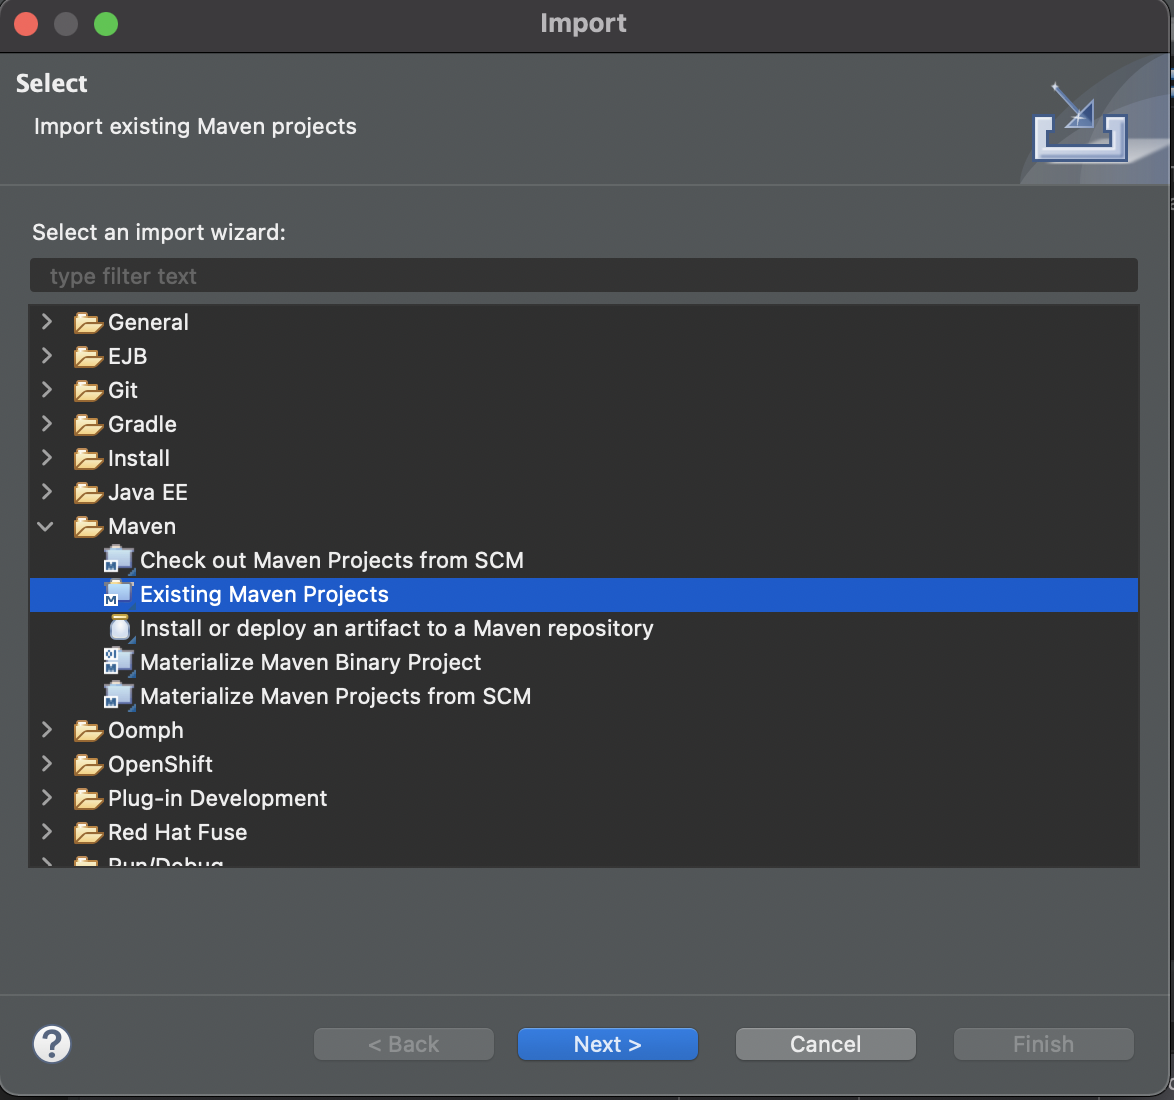 Import
Select
Import existing Maven projects
Select an import wizard:
type filter text
General
EJB
Git
Gradle
Install
Java EE
Maven
Check out Maven Projects from SCM
Existing Maven Projects
Install or deploy an artifact to a Maven repository
Materialize Maven Binary Project
Materialize Maven Projects from SCM
Oomph
OpenShift
Plug-in Development
Red Hat Fuse
Run/Debug
? < Back Next > Cancel Finish